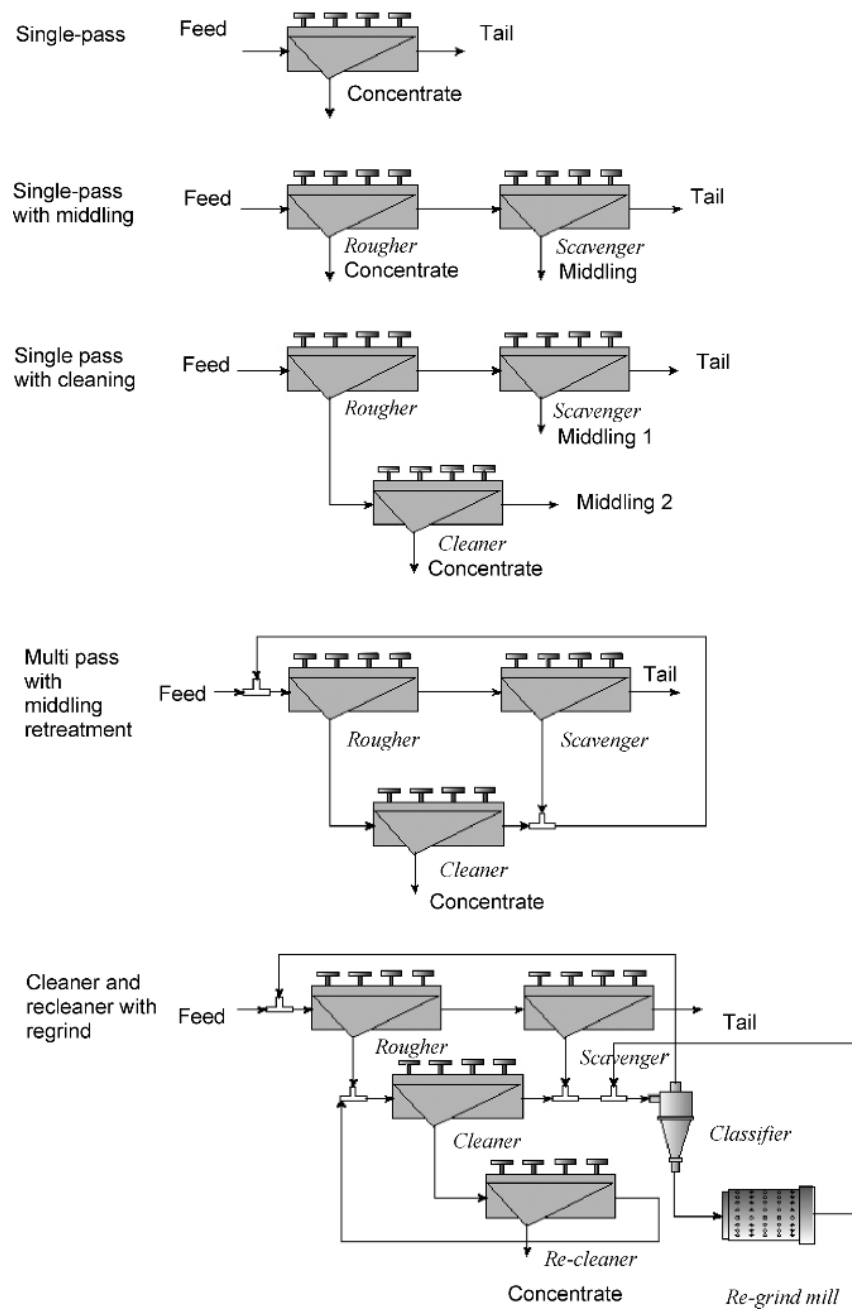 Single-pass
Feed
Tail
Concentrate
Single-pass
with middling
Feed
Tail
Rougher
Concentrate
Scavenger
Middling
Single pass
with cleaning
Feed
Tail
Rougher
Scavenger
Middling 1
Middling 2
Cleaner
Concentrate
Multi pass
with
middling
retreatment
Feed
Tail
Rougher
Scavenger
Cleaner
Concentrate
Cleaner and
recleaner with
regrind
Feed
Tail
Rougher
Scavenger
Cleaner
Classifier
Re-cleaner
Concentrate
Re-grind mill